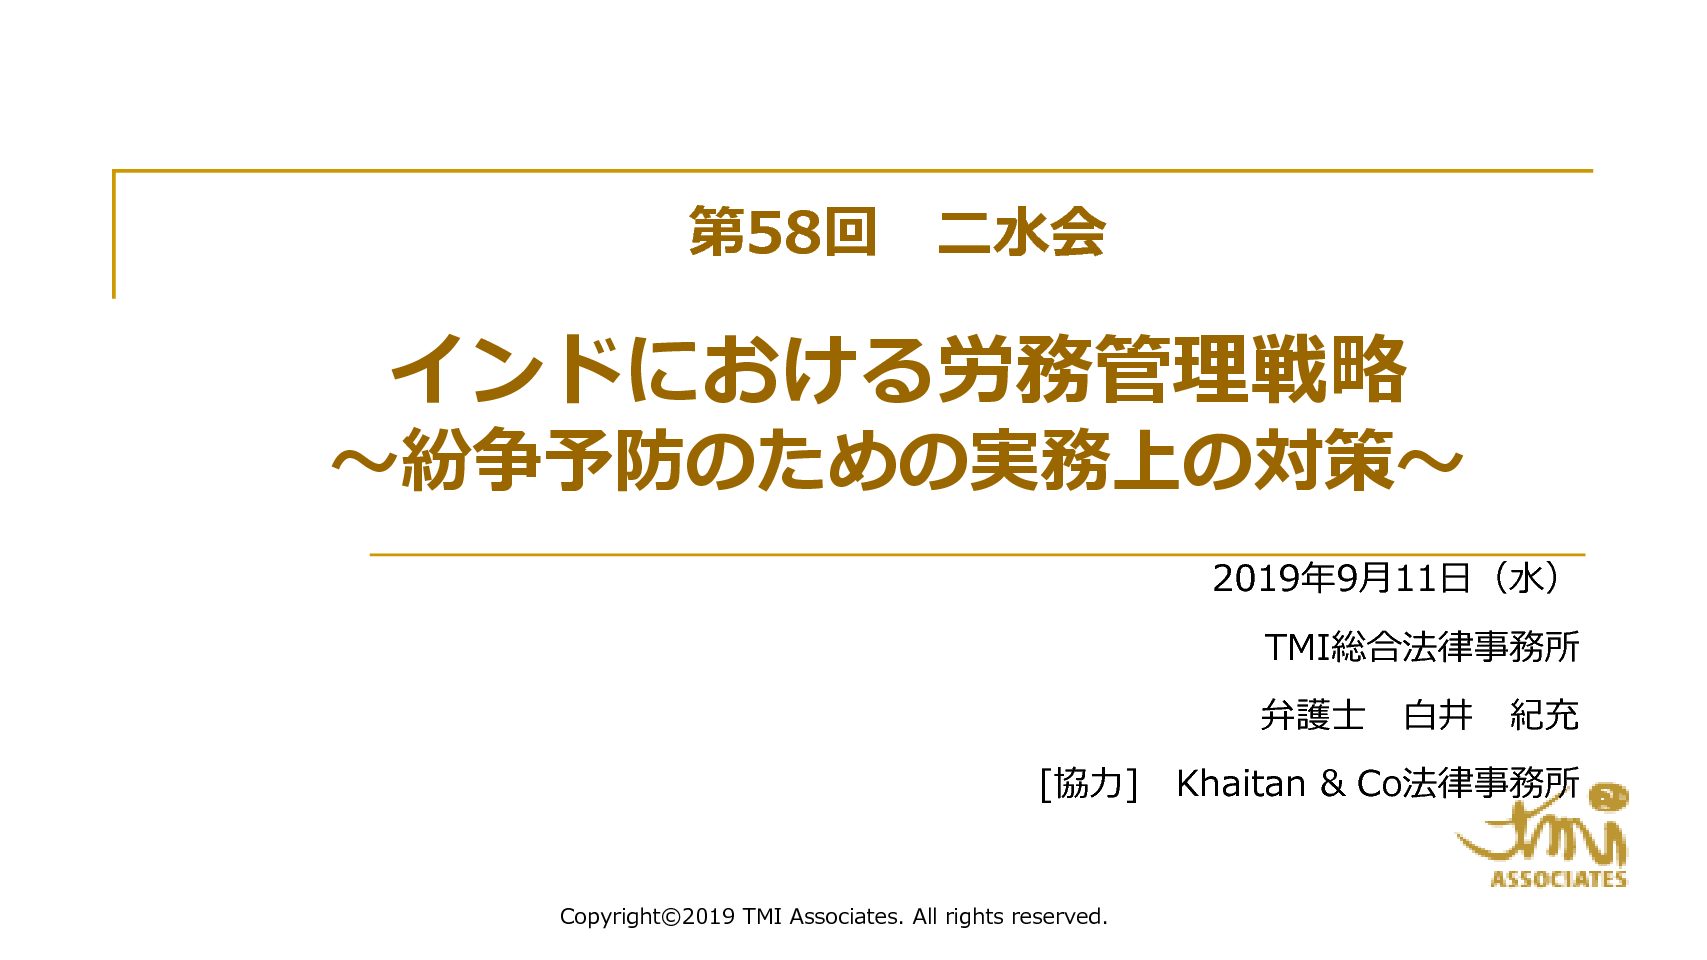 第58回　二水会
インドにおける労務管理戦略
～紛争予防のための実務上の対策～
2019年9月11日（水）
TMI総合法律事務所
弁護士　白井　紀充
[協力]　Khaitan & Co法律事務所
tmi
ASSOCIATES
Copyright©2019 TMI Associates. All rights reserved.